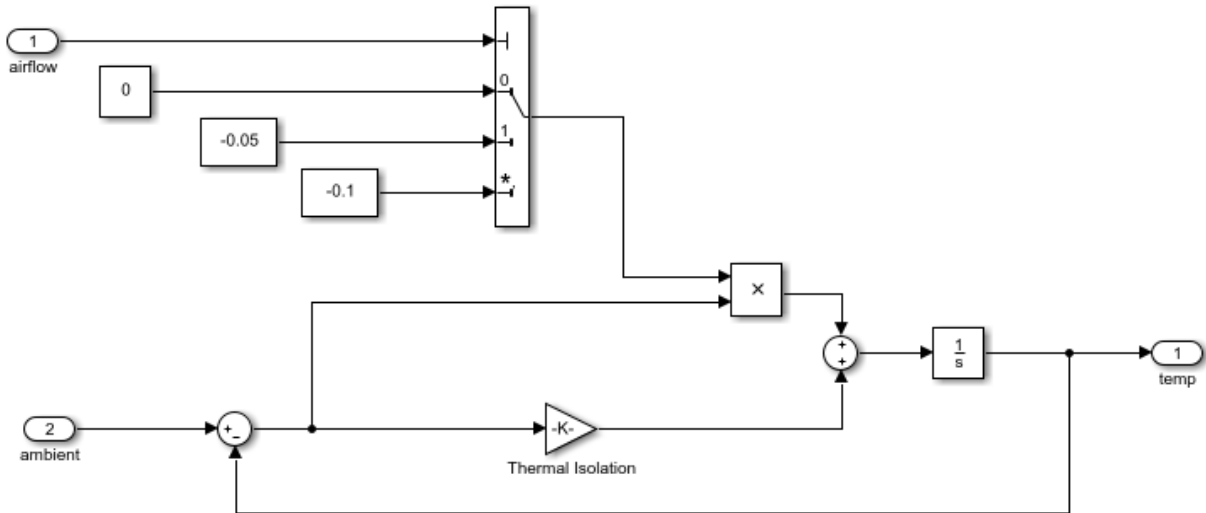 1
airflow
0
0
-0.05
1
-0.1
*,
×
+
+
1
s
1
temp
2
ambient
+
−
-K-
Thermal Isolation